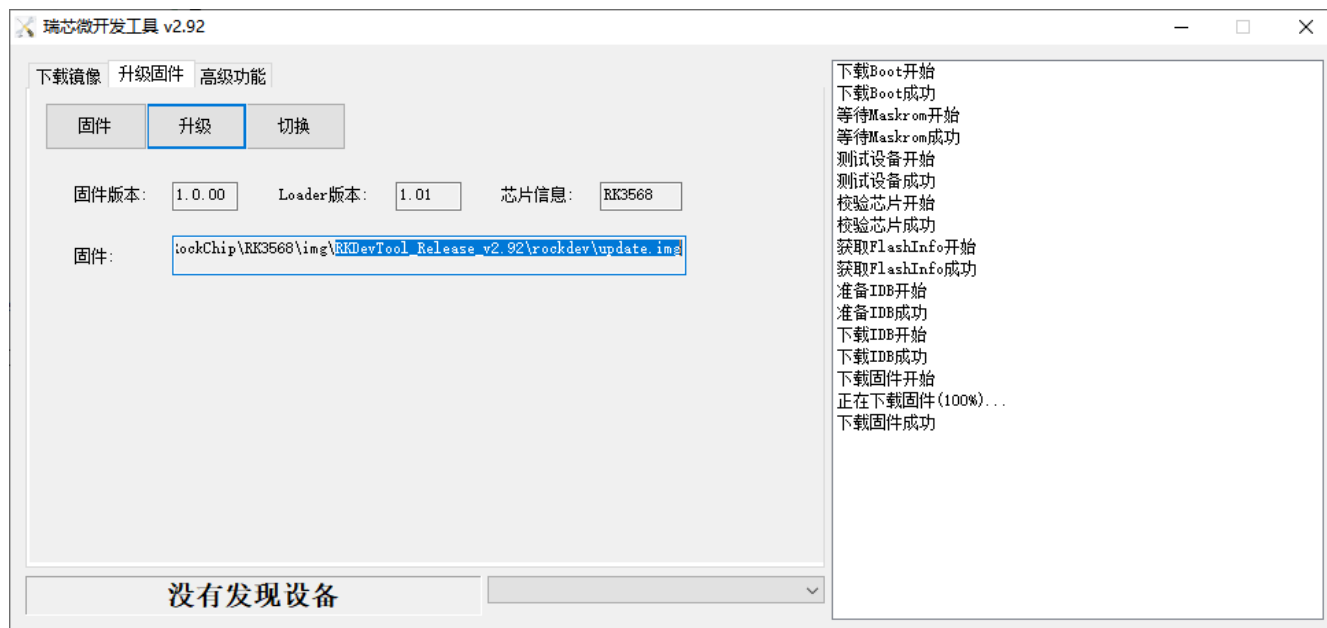 瑞芯微开发工具 v2.92
下载镜像 升级固件 高级功能
固件 升级 切换
固件版本: 1.0.00 Loader版本: 1.01 芯片信息: RK3568
固件: ockChip\RK3568\img\RKDevTool_Release_v2.92\rockdev\update.img
没有发现设备
下载Boot开始
下载Boot成功
等待Maskrom开始
等待Maskrom成功
测试设备开始
测试设备成功
校验芯片开始
校验芯片成功
获取FlashInfo开始
获取FlashInfo成功
准备IDB开始
准备IDB成功
下载IDB开始
下载IDB成功
下载固件开始
正在下载固件(100%)...
下载固件成功